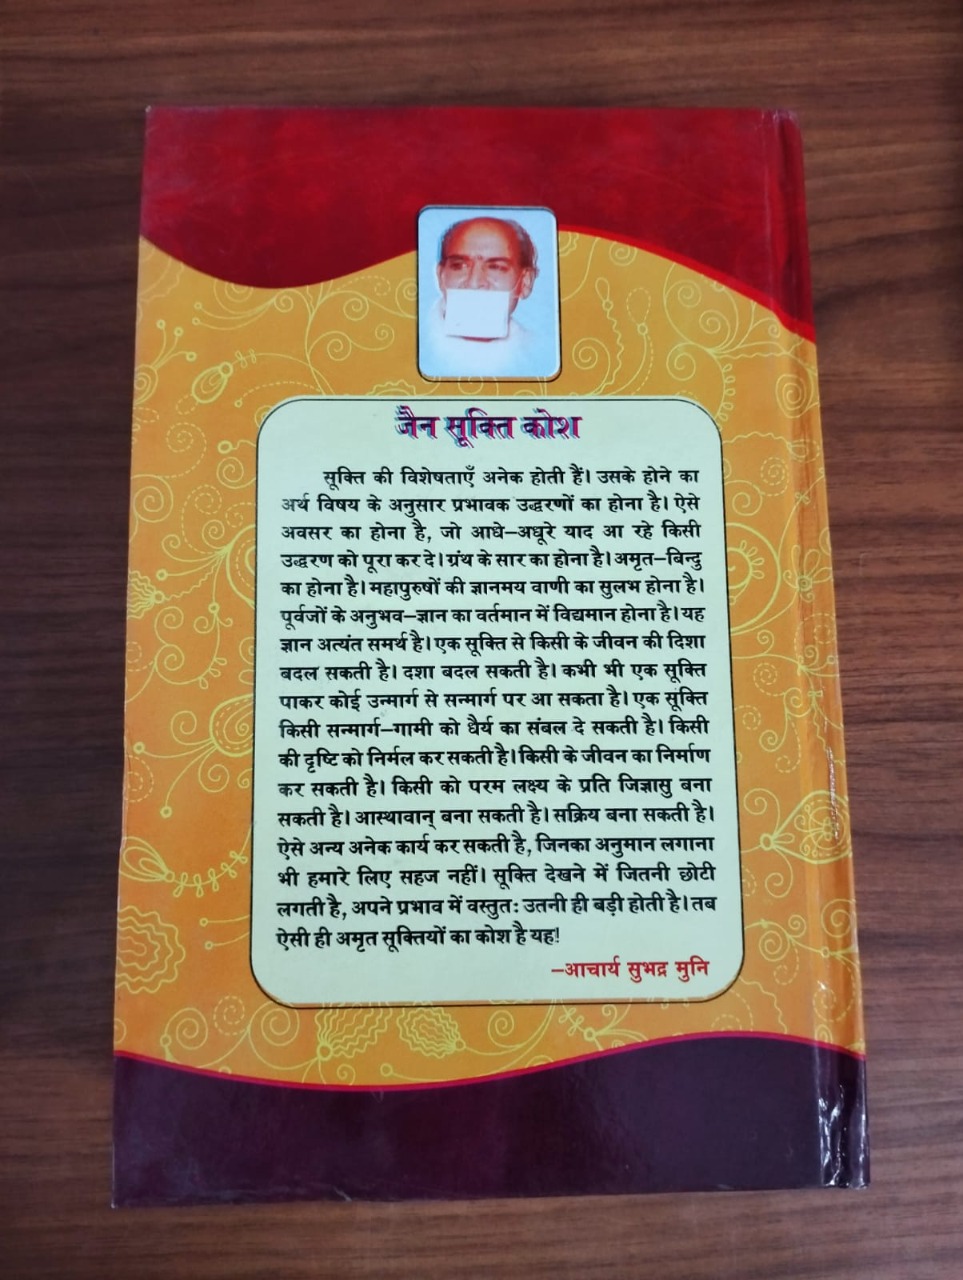 जैन सूक्ति कोश
सूक्ति की विशेषताएँ अनेक होती हैं। उसके होने का
अर्थ विषय के अनुसार प्रभावक उद्धरणों का होना है। ऐसे
अवसर का होना है, जो आधे–अधूरे याद आ रहे किसी
उद्धरण को पूरा कर दे। ग्रंथ के सार का होना है। अमृत–बिन्दु
का होना है। महापुरुषों की ज्ञानमय वाणी का सुलभ होना है।
पूर्वजों के अनुभव–ज्ञान का वर्तमान में विद्यमान होना है। यह
ज्ञान अत्यंत समर्थ है। एक सूक्ति से किसी के जीवन की दिशा
बदल सकती है। दशा बदल सकती है। कभी भी एक सूक्ति
पाकर कोई उन्मार्ग से सन्मार्ग पर आ सकता है। एक सूक्ति
किसी सन्मार्ग–गामी को धैर्य का संबल दे सकती है। किसी
की दृष्टि को निर्मल कर सकती है। किसी के जीवन का निर्माण
कर सकती है। किसी को परम लक्ष्य के प्रति जिज्ञासु बना
सकती है। आस्थावान् बना सकती है। सक्रिय बना सकती है।
ऐसे अन्य अनेक कार्य कर सकती है, जिनका अनुमान लगाना
भी हमारे लिए सहज नहीं। सूक्ति देखने में जितनी छोटी
लगती है, अपने प्रभाव में वस्तुतः उतनी ही बड़ी होती है। तब
ऐसी ही अमृत सूक्तियों का कोश है यह!
–आचार्य सुभद्र मुनि